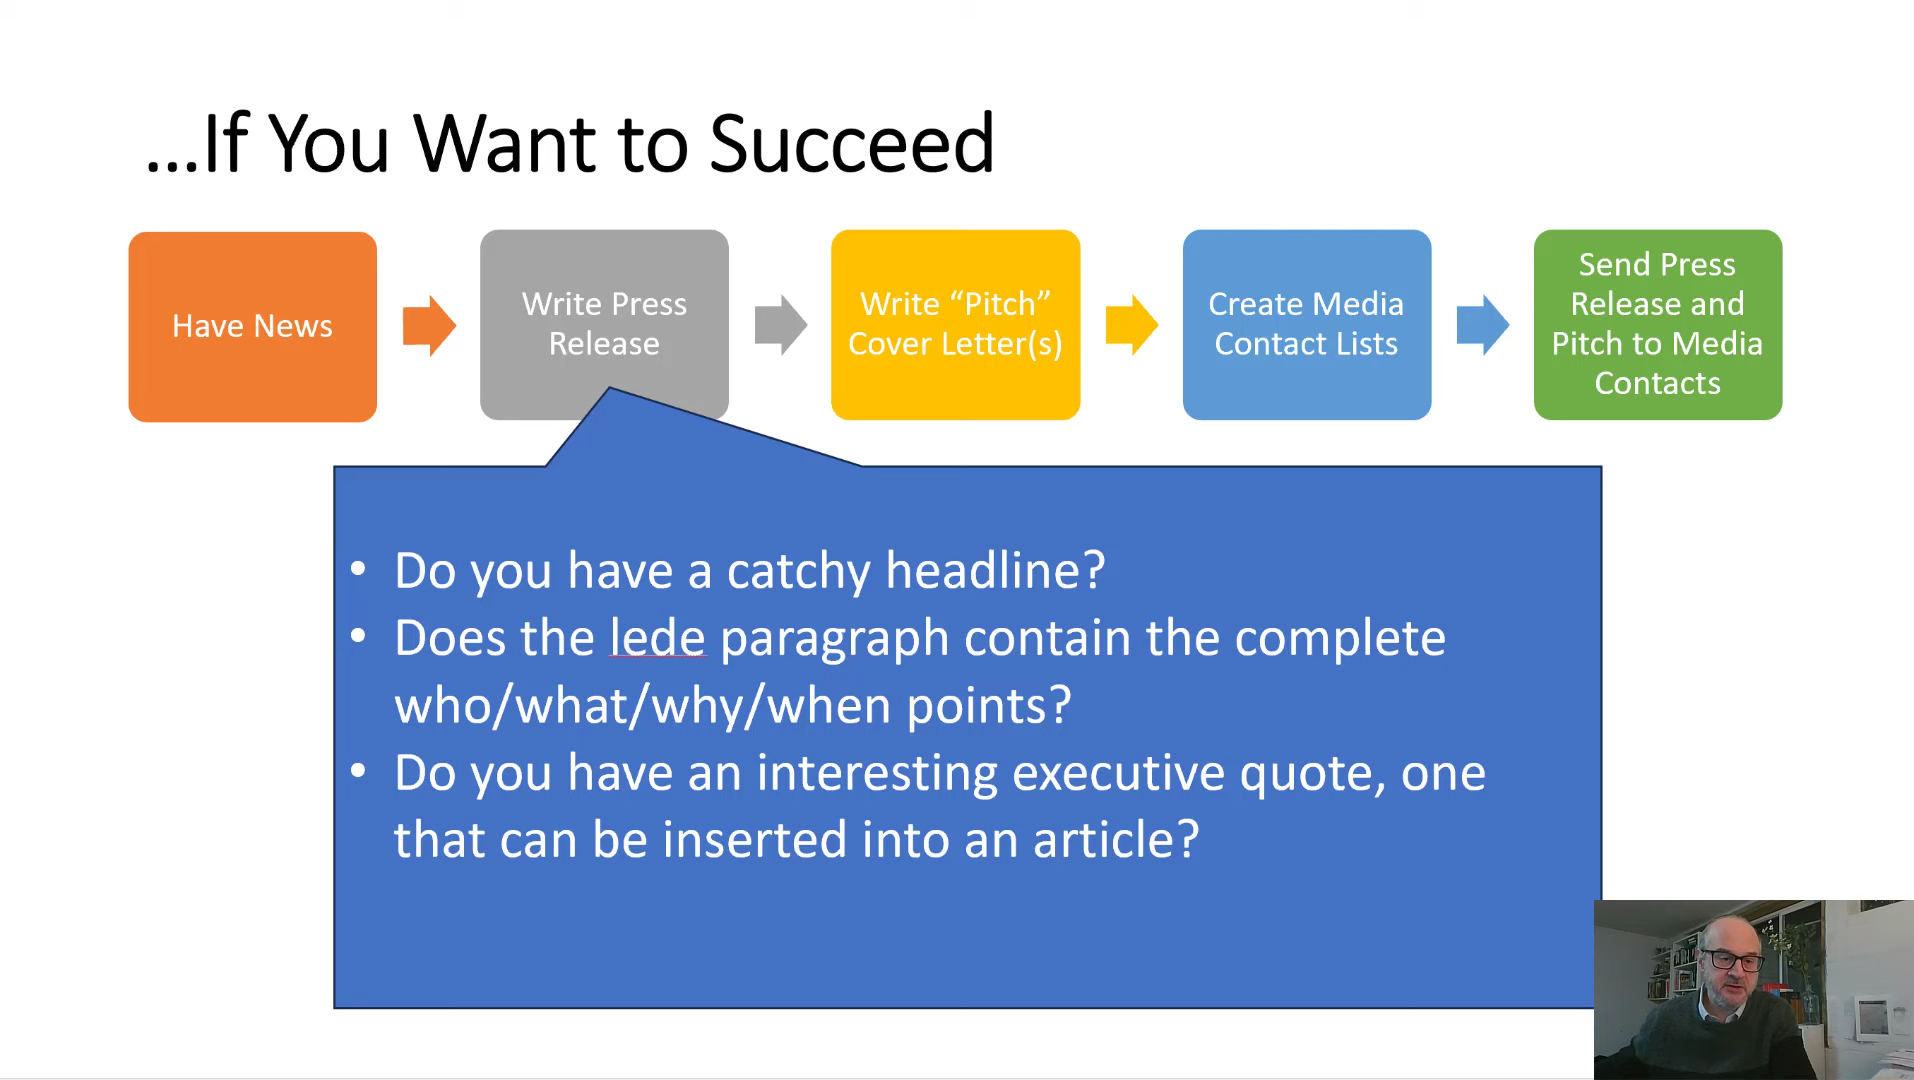 ...If You Want to Succeed
Have News
Write Press
Release
Write “Pitch”
Cover Letter(s)
Create Media
Contact Lists
Send Press
Release and
Pitch to Media
Contacts
• Do you have a catchy headline?
• Does the lede paragraph contain the complete
who/what/why/when points?
• Do you have an interesting executive quote, one
that can be inserted into an article?